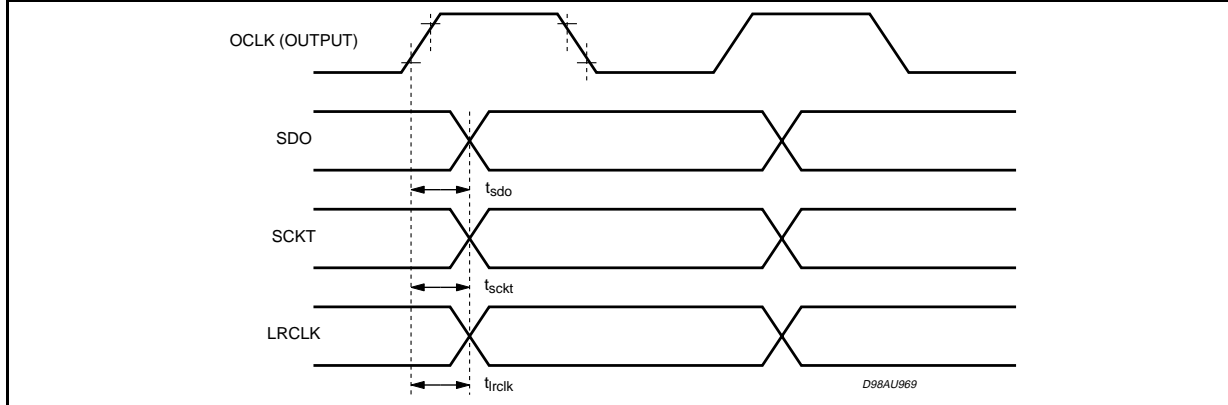 OCLK (OUTPUT)
SDO
tsdo
SCKT
tsckt
LRCLK
tlrclk
D98AU969